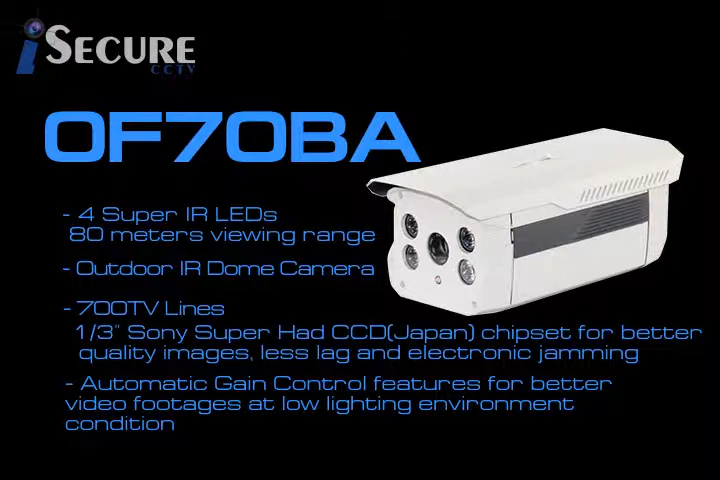 iSECURE
CCTV
OF70BA
- 4 Super IR LEDs
80 meters viewing range
- Outdoor IR Dome Camera
- 700TV Lines
1/3" Sony Super Had CCD(Japan) chipset for better
quality images, less lag and electronic jamming
- Automatic Gain Control features for better
video footages at low lighting environment
condition